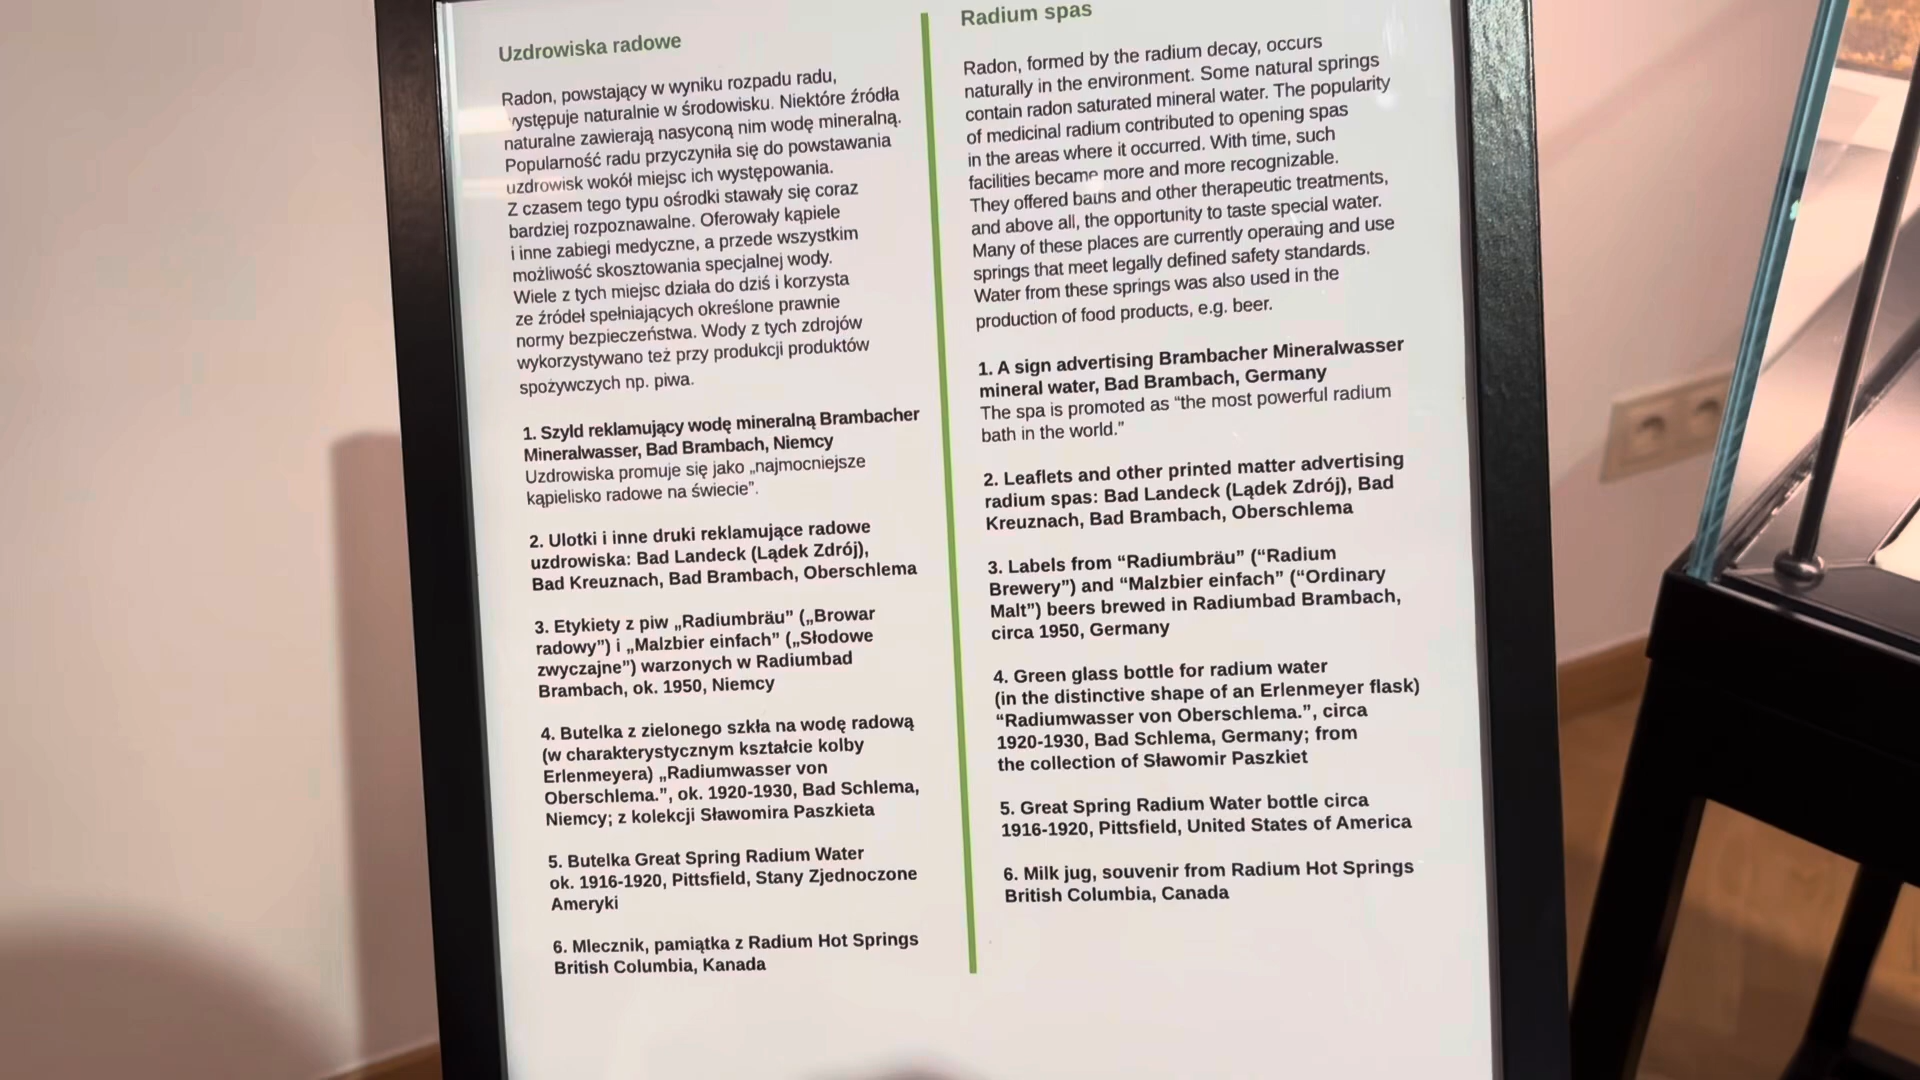 Uzdrowiska radowe
Radon, powstający w wyniku rozpadu radu,
występuje naturalnie w środowisku. Niektóre źródła
naturalne zawierają nasyconą nim wodę mineralną.
Popularność radu przyczyniła się do powstawania
uzdrowisk wokół miejsc ich występowania.
Z czasem tego typu ośrodki stawały się coraz
bardziej rozpoznawalne. Oferowały kąpiele
i inne zabiegi medyczne, a przede wszystkim
możliwość skosztowania specjalnej wody.
Wiele z tych miejsc działa do dziś i korzysta
ze źródeł spełniających określone prawnie
normy bezpieczeństwa. Wody z tych zdrojów
wykorzystywano też przy produkcji produktów
spożywczych np. piwa.
1. Szyld reklamujący wodę mineralną Brambacher
Mineralwasser, Bad Brambach, Niemcy
Uzdrowiska promuje się jako „najmocniejsze
kąpielisko radowe na świecie”.
2. Ulotki i inne druki reklamujące radowe
uzdrowiska: Bad Landeck (Lądek Zdrój),
Bad Kreuznach, Bad Brambach, Oberschlema
3. Etykiety z piw „Radiumbräu” („Browar
radowy”) i „Malzbier einfach” („Słodowe
zwyczajne”) warzonych w Radiumbad
Brambach, ok. 1950, Niemcy
4. Butelka z zielonego szkła na wodę radową
(w charakterystycznym kształcie kolby
Erlenmeyera) „Radiumwasser von
Oberschlema.”, ok. 1920-1930, Bad Schlema,
Niemcy; z kolekcji Sławomira Paszkieta
5. Butelka Great Spring Radium Water
ok. 1916-1920, Pittsfield, Stany Zjednoczone
Ameryki
6. Mlecznik, pamiątka z Radium Hot Springs
British Columbia, Kanada
Radium spas
Radon, formed by the radium decay, occurs
naturally in the environment. Some natural springs
contain radon saturated mineral water. The popularity
of medicinal radium contributed to opening spas
in the areas where it occurred. With time, such
facilities became more and more recognizable.
They offered bains and other therapeutic treatments,
and above all, the opportunity to taste special water.
Many of these places are currently operating and use
springs that meet legally defined safety standards.
Water from these springs was also used in the
production of food products, e.g. beer.
1. A sign advertising Brambacher Mineralwasser
mineral water, Bad Brambach, Germany
The spa is promoted as “the most powerful radium
bath in the world.”
2. Leaflets and other printed matter advertising
radium spas: Bad Landeck (Lądek Zdrój), Bad
Kreuznach, Bad Brambach, Oberschlema
3. Labels from “Radiumbräu” (“Radium
Brewery”) and “Malzbier einfach” (“Ordinary
Malt”) beers brewed in Radiumbad Brambach,
circa 1950, Germany
4. Green glass bottle for radium water
(in the distinctive shape of an Erlenmeyer flask)
“Radiumwasser von Oberschlema.”, circa
1920-1930, Bad Schlema, Germany; from
the collection of Sławomir Paszkiet
5. Great Spring Radium Water bottle circa
1916-1920, Pittsfield, United States of America
6. Milk jug, souvenir from Radium Hot Springs
British Columbia, Canada